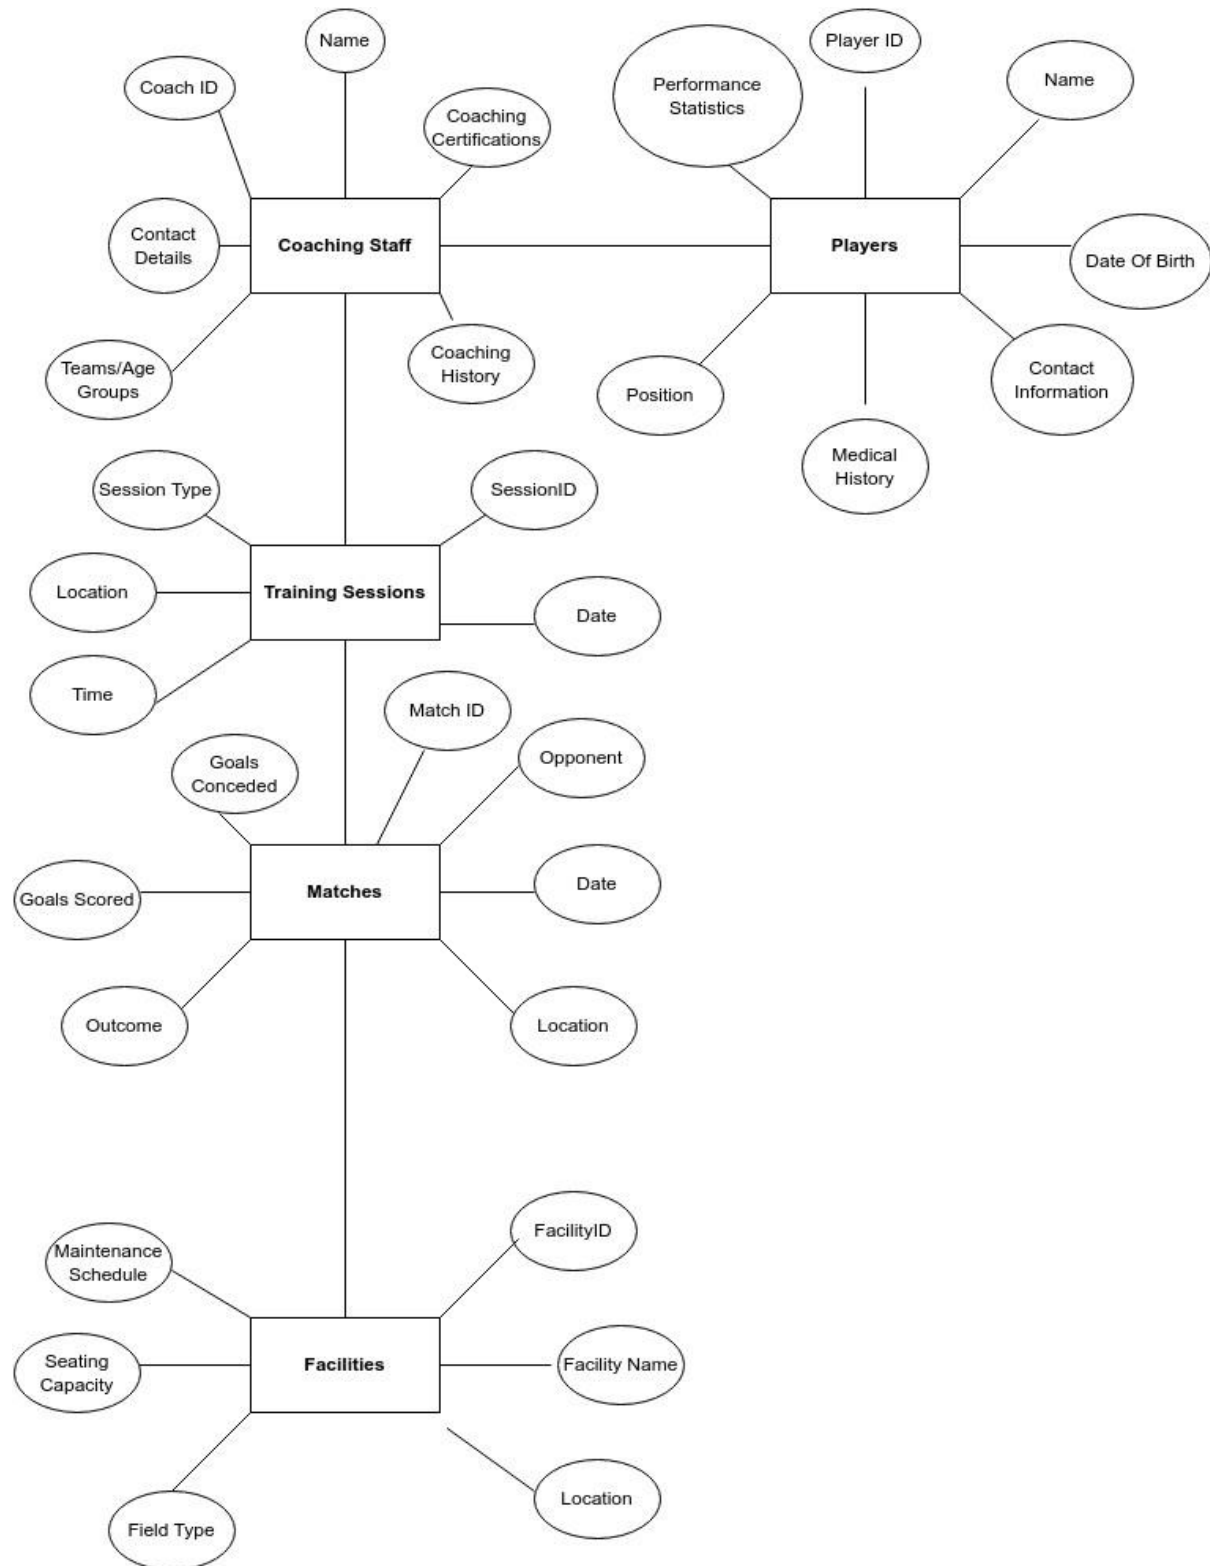 Name
Player ID
Coach ID
Performance
Statistics
Name
Coaching
Certifications
Contact
Details
Coaching Staff
Players
Date Of Birth
Teams/Age
Groups
Coaching
History
Position
Contact
Information
Medical
History
Session Type
SessionID
Location
Training Sessions
Date
Time
Match ID
Goals
Conceded
Opponent
Goals Scored
Matches
Date
Outcome
Location
Maintenance
Schedule
FacilityID
Seating
Capacity
Facilities
Facility Name
Field Type
Location